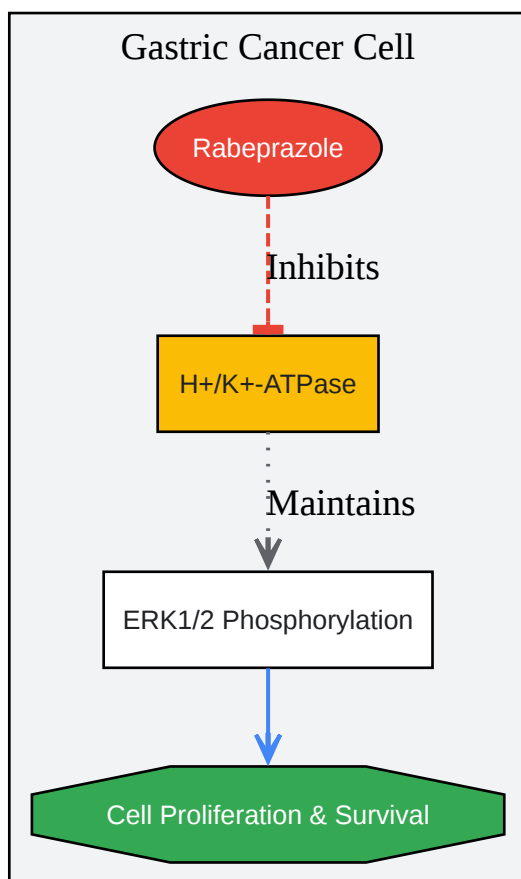 Gastric Cancer Cell
Rabeprazole
Inhibits
H+/K+-ATPase
Maintains
ERK1/2 Phosphorylation
Cell Proliferation & Survival